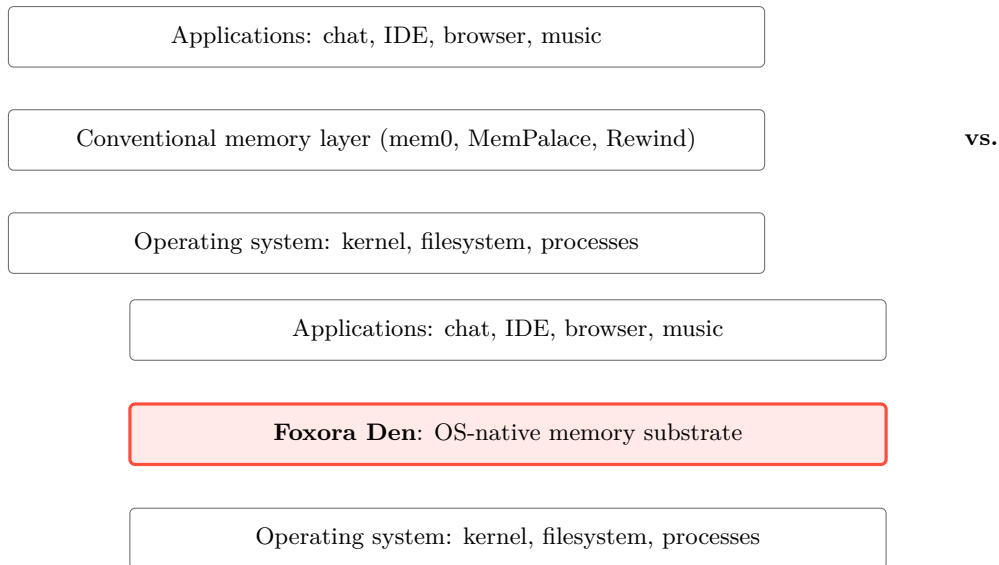 Applications: chat, IDE, browser, music
Conventional memory layer (mem0, MemPalace, Rewind)
vs.
Operating system: kernel, filesystem, processes
Applications: chat, IDE, browser, music
Foxora Den: OS-native memory substrate
Operating system: kernel, filesystem, processes